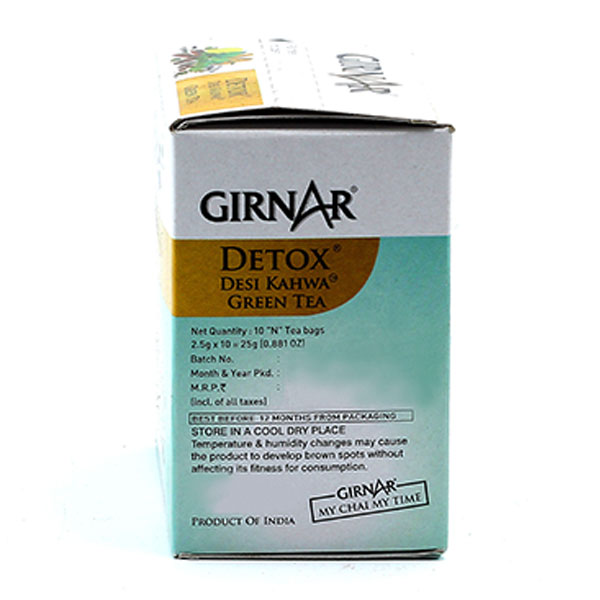 GIRNAR
DETOX
GIRNAR®
DETOX®
DESI KAHWA
GREEN TEA
Net Quantity : 10 "N" Tea bags
2.5g x 10 = 25g (0.881 OZ)
Batch No. :
Month & Year Pkd. :
M.R.P.₹ :
(incl. of all taxes)
BEST BEFORE 12 MONTHS FROM PACKAGING
STORE IN A COOL DRY PLACE
Temperature & humidity changes may cause
the product to develop brown spots without
affecting its fitness for consumption.
GIRNAR®
MY CHAI MY TIME
PRODUCT OF INDIA